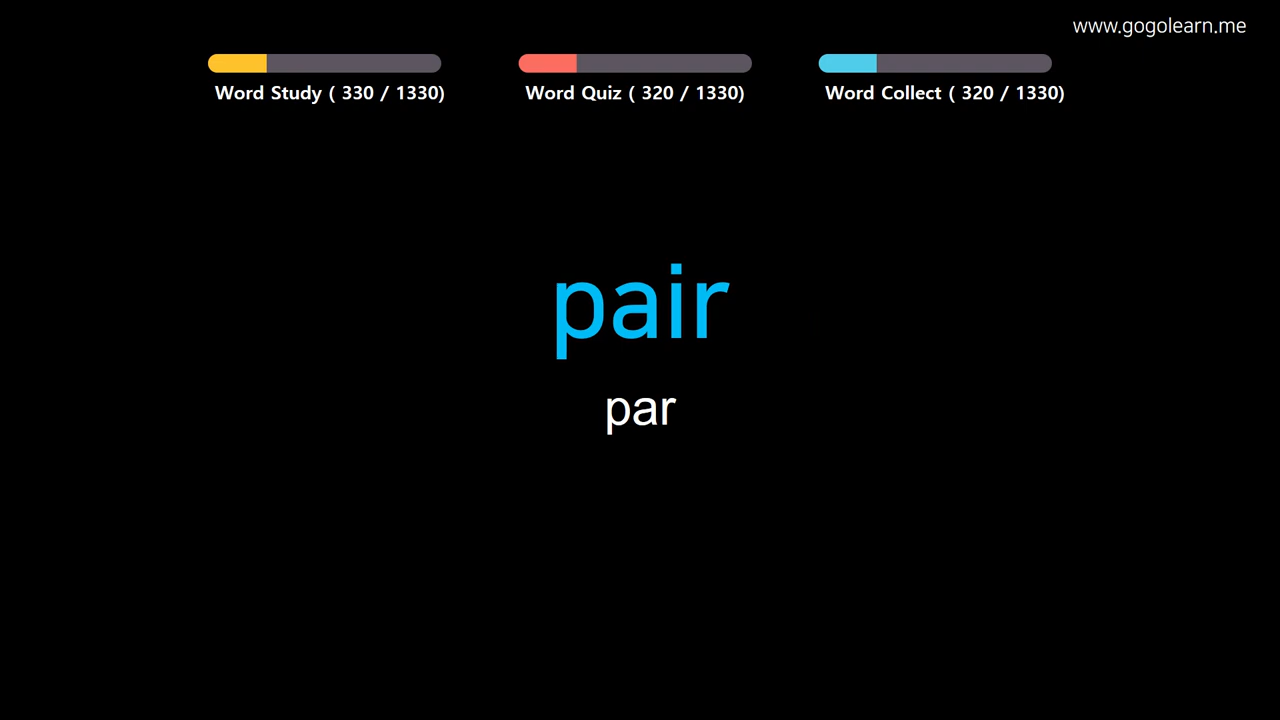 www.gogolearn.me
Word Study ( 330 / 1330)
Word Quiz ( 320 / 1330)
Word Collect ( 320 / 1330)
pair
par